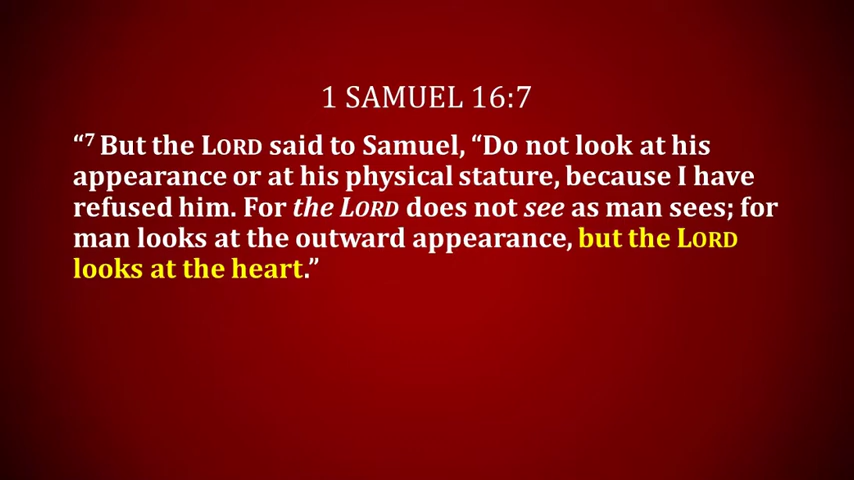 1 SAMUEL 16:7
“7 But the LORD said to Samuel, “Do not look at his
appearance or at his physical stature, because I have
refused him. For the LORD does not see as man sees; for
man looks at the outward appearance, but the LORD
looks at the heart.”